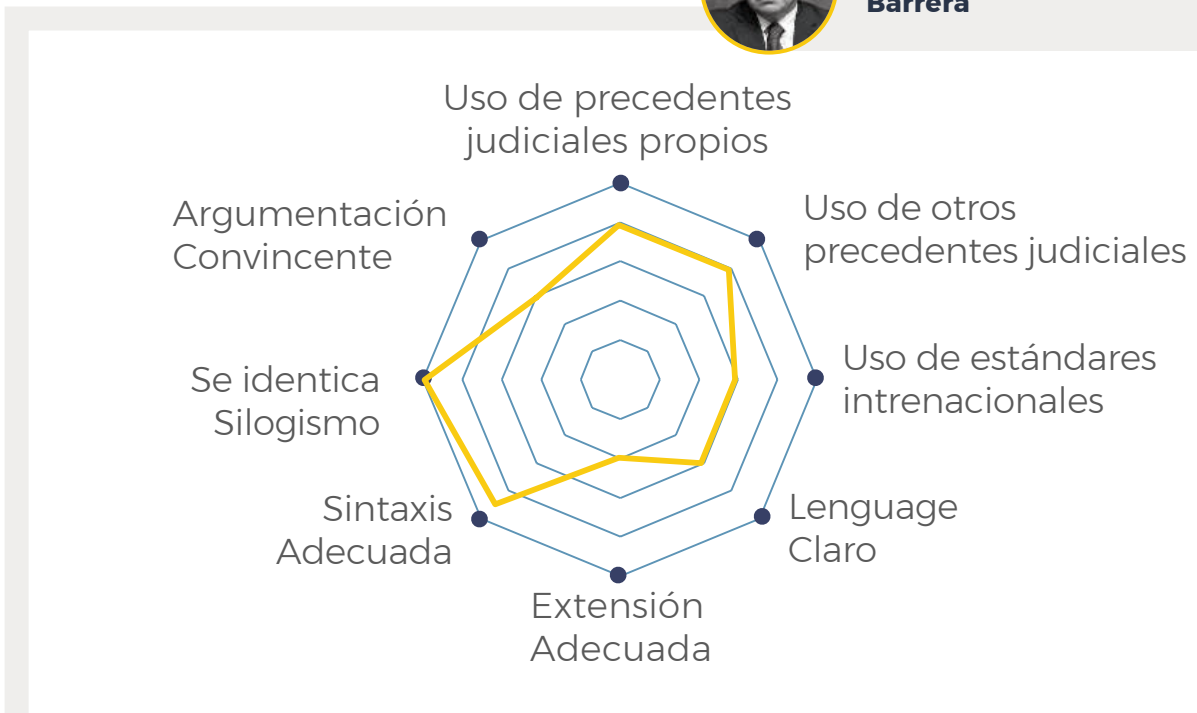 Barrera
Uso de precedentes
judiciales propios
Argumentación
Convincente
Uso de otros
precedentes judiciales
Se identica
Silogismo
Uso de estándares
intrenacionales
Sintaxis
Adecuada
Lenguage
Claro
Extensión
Adecuada